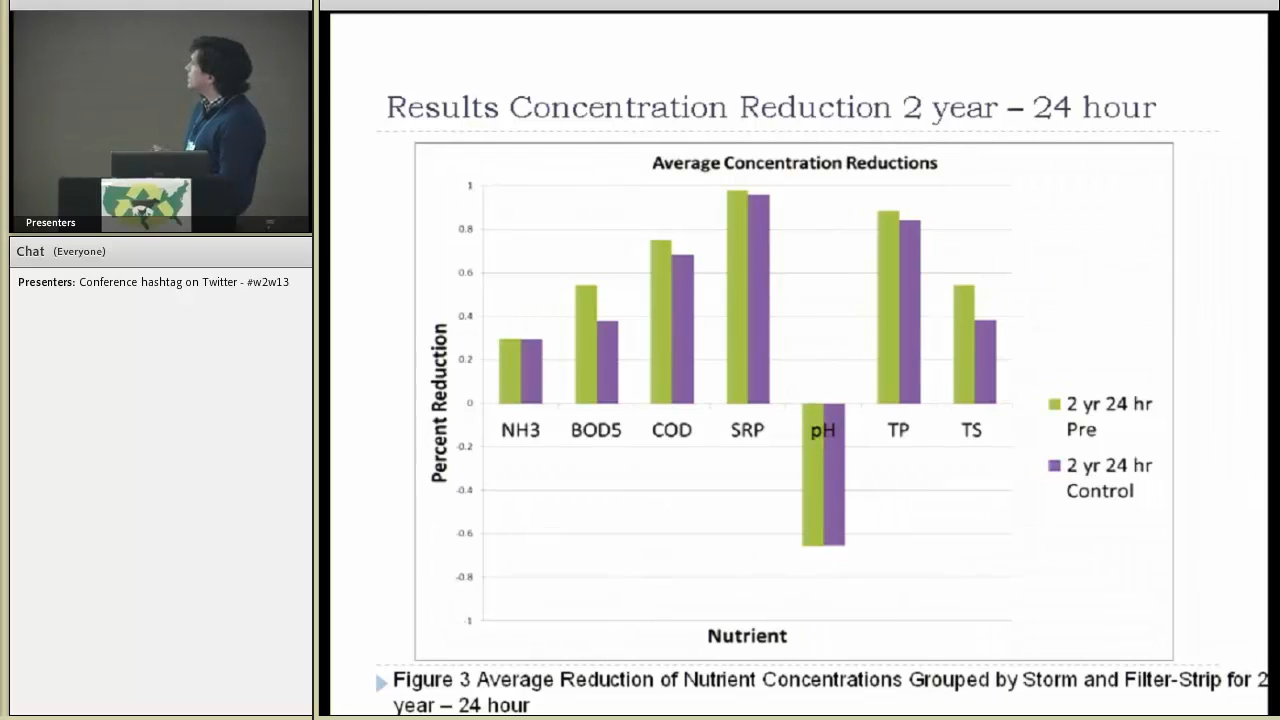 Presenters
Chat (Everyone)
Presenters: Conference hashtag on Twitter - #w2w13
Results Concentration Reduction 2 year – 24 hour
Average Concentration Reductions
Percent Reduction
1
0.8
0.6
0.4
0.2
0
-0.2
-0.4
-0.6
-0.8
-1
NH3 BOD5 COD SRP pH TP TS
Nutrient
2 yr 24 hr
Pre
2 yr 24 hr
Control
Figure 3 Average Reduction of Nutrient Concentrations Grouped by Storm and Filter-Strip for 2
year – 24 hour